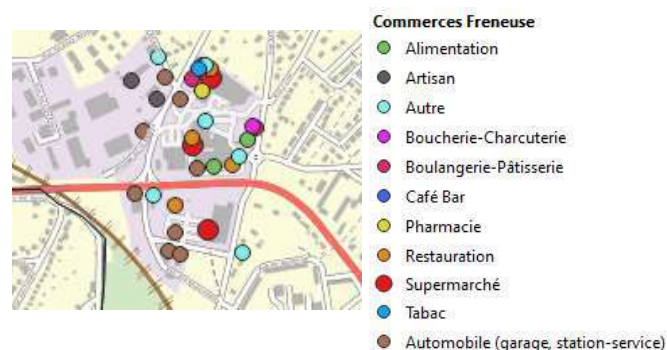 Commerces Freneuse
Alimentation
Artisan
Autre
Boucherie-Charcuterie
Boulangerie-Pâtisserie
Café Bar
Pharmacie
Restauration
Supermarché
Tabac
Automobile (garage, station-service)